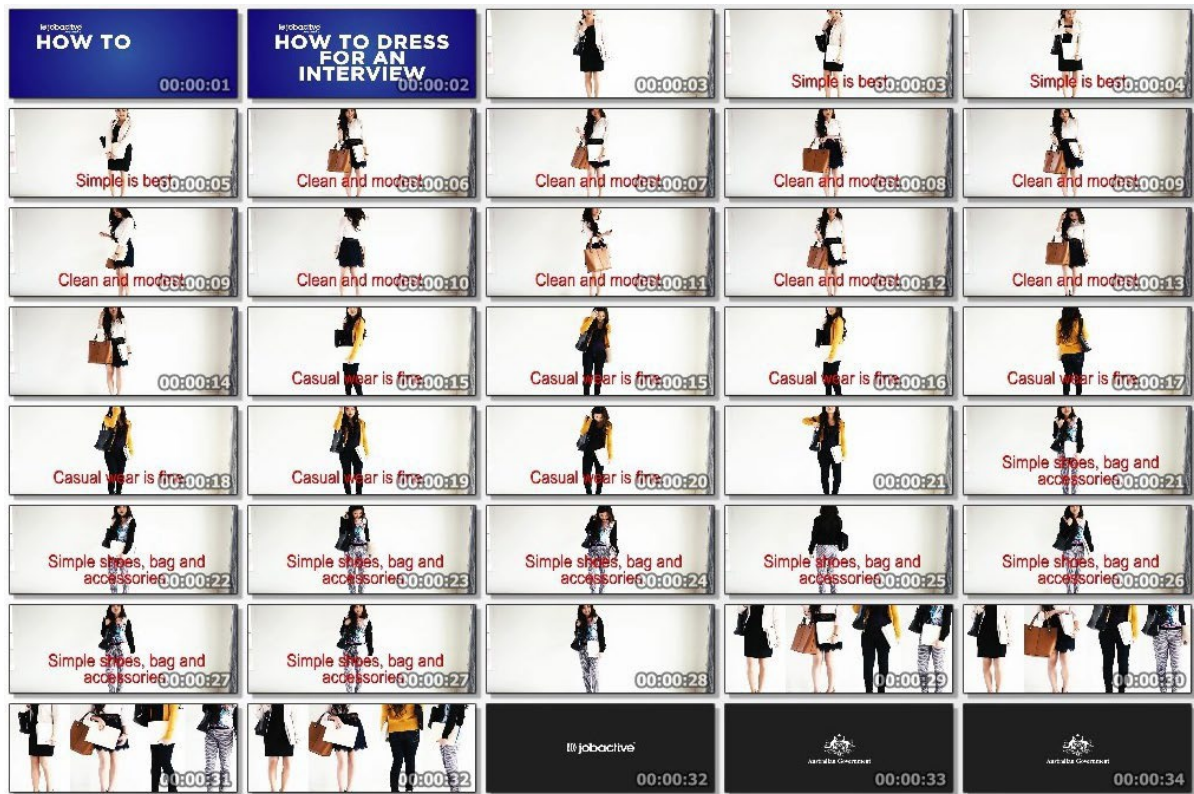 jobactive
HOW TO
00:00:01
jobactive
HOW TO DRESS
FOR AN
INTERVIEW
00:00:02
00:00:03
Simple is best
00:00:03
Simple is best
00:00:04
Simple is best
00:00:05
Clean and modest
00:00:06
Clean and modest
00:00:07
Clean and modest
00:00:08
Clean and modest
00:00:09
Clean and modest
00:00:09
Clean and modest
00:00:10
Clean and modest
00:00:11
Clean and modest
00:00:12
Clean and modest
00:00:13
00:00:14
Casual wear is fine
00:00:15
Casual wear is fine
00:00:15
Casual wear is fine
00:00:16
Casual wear is fine
00:00:17
Casual wear is fine
00:00:18
Casual wear is fine
00:00:19
Casual wear is fine
00:00:20
00:00:21
Simple shoes, bag and
accessories
00:00:21
Simple shoes, bag and
accessories
00:00:22
Simple shoes, bag and
accessories
00:00:23
Simple shoes, bag and
accessories
00:00:24
Simple shoes, bag and
accessories
00:00:25
Simple shoes, bag and
accessories
00:00:26
Simple shoes, bag and
accessories
00:00:27
Simple shoes, bag and
accessories
00:00:27
00:00:28
00:00:29
00:00:30
00:00:31
00:00:32
jobactive
00:00:32
Australian Government
00:00:33
Australian Government
00:00:34